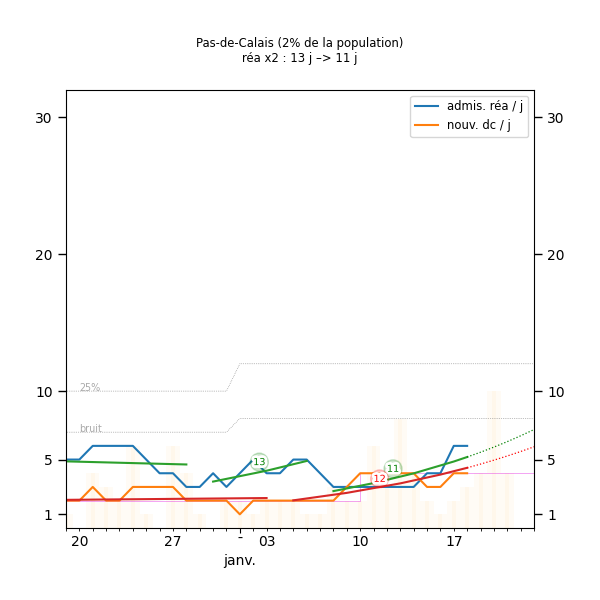 Pas-de-Calais (2% de la population)
réa x2 : 13 j –> 11 j
admis. réa / j
nouv. dc / j
30 30
20 20
25%
10 10
bruit
13
11
12
5 5
1 1
20 27 - 03 10 17
janv.